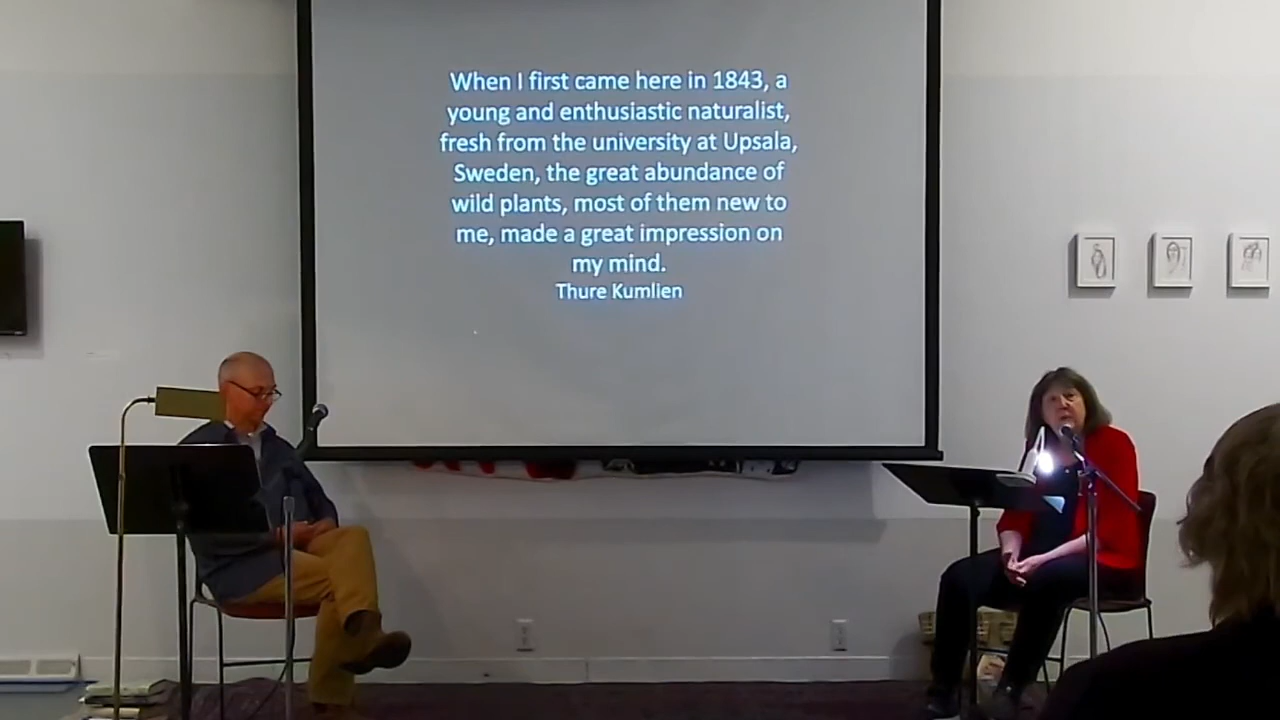 When I first came here in 1843, a
young and enthusiastic naturalist,
fresh from the university at Upsala,
Sweden, the great abundance of
wild plants, most of them new to
me, made a great impression on
my mind.
Thure Kumlien